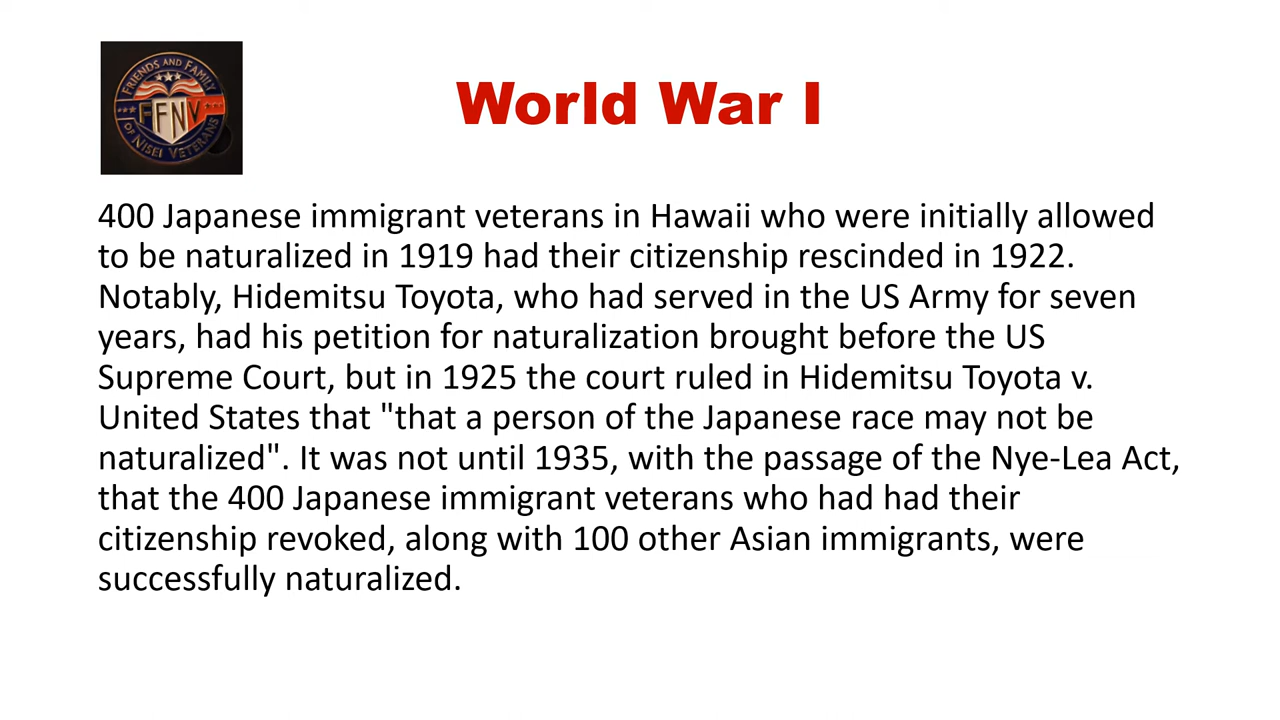 FRIENDS AND FAMILY
FFNV
OF NISEI VETERANS
World War I
400 Japanese immigrant veterans in Hawaii who were initially allowed
to be naturalized in 1919 had their citizenship rescinded in 1922.
Notably, Hidemitsu Toyota, who had served in the US Army for seven
years, had his petition for naturalization brought before the US
Supreme Court, but in 1925 the court ruled in Hidemitsu Toyota v.
United States that "that a person of the Japanese race may not be
naturalized". It was not until 1935, with the passage of the Nye-Lea Act,
that the 400 Japanese immigrant veterans who had had their
citizenship revoked, along with 100 other Asian immigrants, were
successfully naturalized.